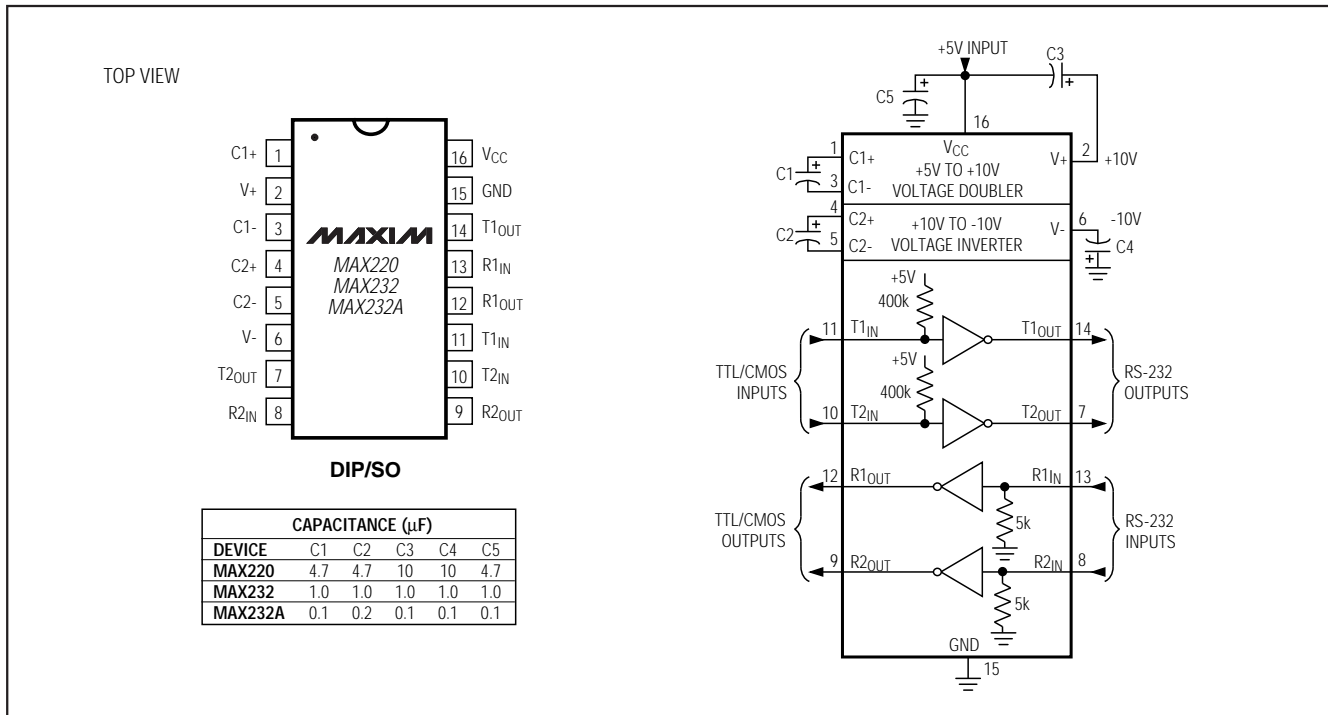 TOP VIEW
C1+ 1
V+ 2
C1- 3
C2+ 4
C2- 5
V- 6
T2OUT 7
R2IN 8
16 VCC
15 GND
14 T1OUT
13 R1IN
12 R1OUT
11 T1IN
10 T2IN
9 R2OUT
MAXIM
MAX220
MAX232
MAX232A
DIP/SO
CAPACITANCE (µF)
DEVICE C1 C2 C3 C4 C5
MAX220 4.7 4.7 10 10 4.7
MAX232 1.0 1.0 1.0 1.0 1.0
MAX232A 0.1 0.2 0.1 0.1 0.1
+5V INPUT
C3
+
+
C5
16
1
C1+
VCC
V+
2
+10V
+5V TO +10V
VOLTAGE DOUBLER
C1
+
3
C1-
4
C2+
+10V TO -10V
VOLTAGE INVERTER
V-
6
-10V
C2
+
5
C2-
C4
+
+5V
400k
11 T1IN
T1OUT 14
+5V
400k
TTL/CMOS
INPUTS
RS-232
OUTPUTS
10 T2IN
T2OUT 7
12 R1OUT
R1IN 13
5k
TTL/CMOS
OUTPUTS
RS-232
INPUTS
9 R2OUT
R2IN 8
5k
GND
15